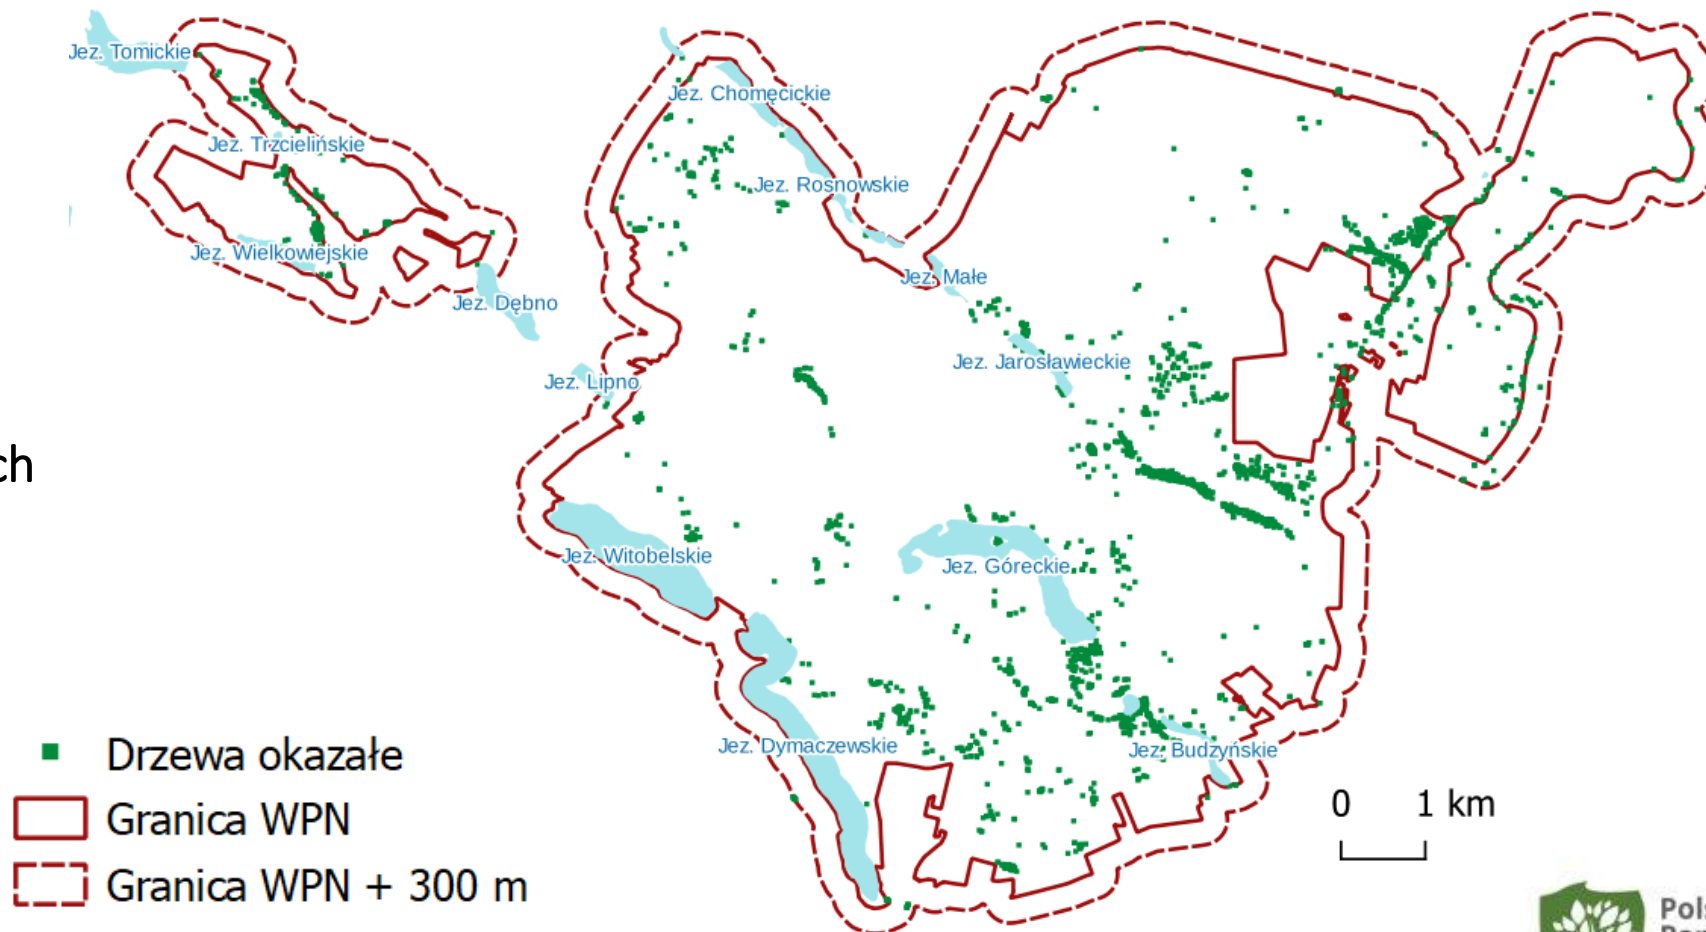 Jez. Tomickie
Jez. Chomęcickie
Jez. Trzcielińskie
Jez. Rosnowskie
Jez. Wielkowiejskie
Jez. Małe
Jez. Dębno
Jez. Jarosławieckie
Jez. Lipno
ch
Jez. Witobelskie
Jez. Góreckie
Jez. Dymaczewskie
Jez. Budzyńskie
Drzewa okazałe
Granica WPN
Granica WPN + 300 m
0 1 km
Pols